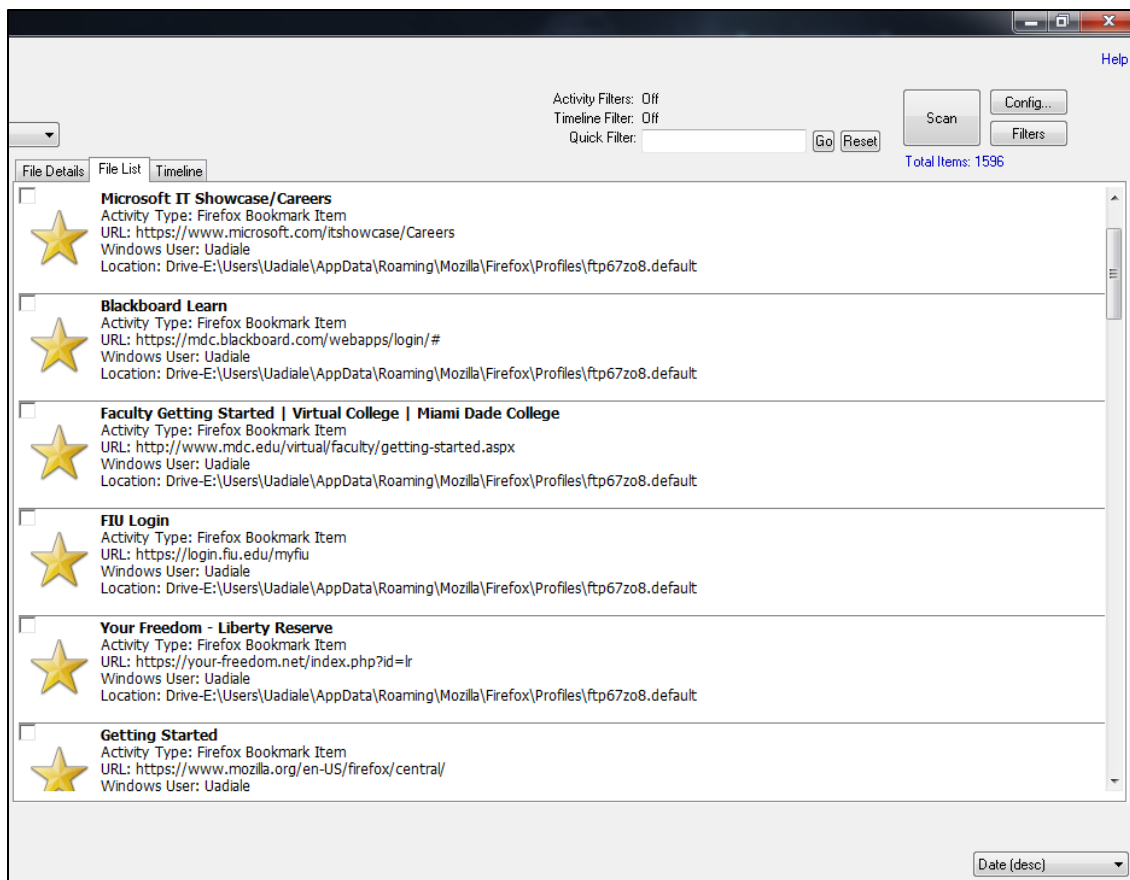 Help
Activity Filters: Off
Timeline Filter: Off
Quick Filter:
Go Reset
Scan
Config...
Filters
Total Items: 1596
File Details File List Timeline
Microsoft IT Showcase/Careers
Activity Type: Firefox Bookmark Item
URL: https://www.microsoft.com/itshowcase/Careers
Windows User: Uadiale
Location: Drive-E:\Users\Uadiale\AppData\Roaming\Mozilla\Firefox\Profiles\ftp67zo8.default
Blackboard Learn
Activity Type: Firefox Bookmark Item
URL: https://mdc.blackboard.com/webapps/login/#
Windows User: Uadiale
Location: Drive-E:\Users\Uadiale\AppData\Roaming\Mozilla\Firefox\Profiles\ftp67zo8.default
Faculty Getting Started | Virtual College | Miami Dade College
Activity Type: Firefox Bookmark Item
URL: http://www.mdc.edu/virtual/faculty/getting-started.aspx
Windows User: Uadiale
Location: Drive-E:\Users\Uadiale\AppData\Roaming\Mozilla\Firefox\Profiles\ftp67zo8.default
FIU Login
Activity Type: Firefox Bookmark Item
URL: https://login.fiu.edu/myfiu
Windows User: Uadiale
Location: Drive-E:\Users\Uadiale\AppData\Roaming\Mozilla\Firefox\Profiles\ftp67zo8.default
Your Freedom - Liberty Reserve
Activity Type: Firefox Bookmark Item
URL: https://your-freedom.net/index.php?id=lr
Windows User: Uadiale
Location: Drive-E:\Users\Uadiale\AppData\Roaming\Mozilla\Firefox\Profiles\ftp67zo8.default
Getting Started
Activity Type: Firefox Bookmark Item
URL: https://www.mozilla.org/en-US/firefox/central/
Windows User: Uadiale
Date (desc)